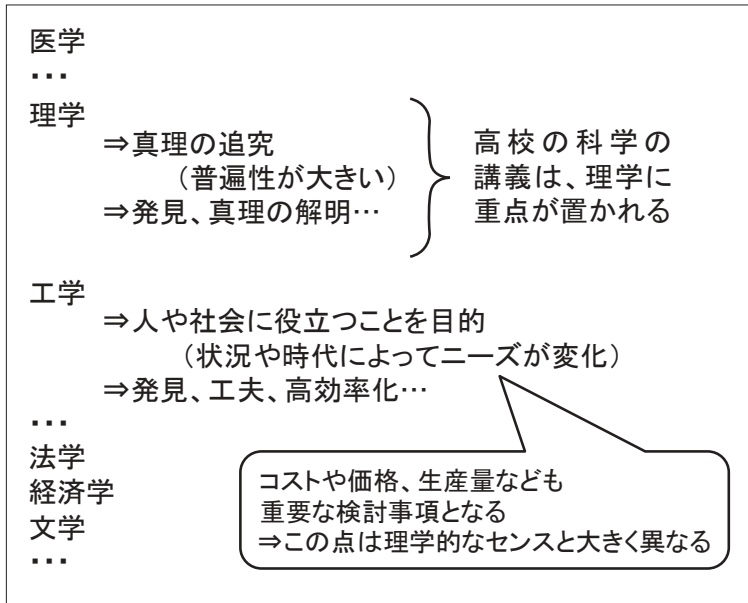 医学
・・・
理学
⇒真理の追究
（普遍性が大きい）
⇒発見、真理の解明…
高校の科学の
講義は、理学に
重点が置かれる
工学
⇒人や社会に役立つことを目的
（状況や時代によってニーズが変化）
⇒発見、工夫、高効率化…
・・・
法学
経済学
文学
・・・
コストや価格、生産量なども
重要な検討事項となる
⇒この点は理学的なセンスと大きく異なる